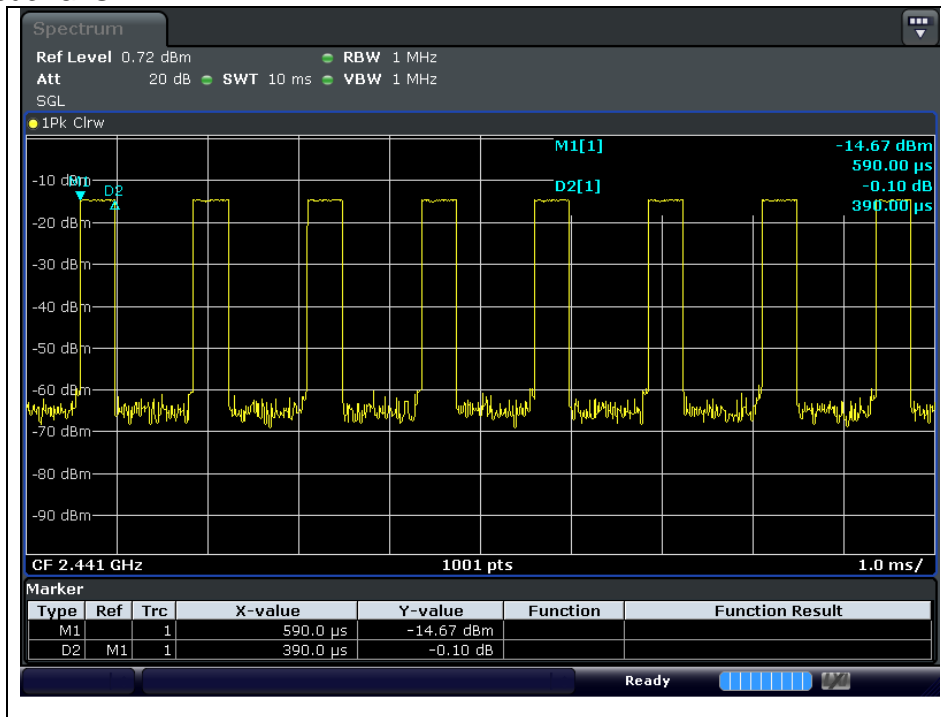 Spectrum
Ref Level 0.72 dBm RBW 1 MHz
Att 20 dB SWT 10 ms VBW 1 MHz
SGL
1Pk Clrw
M1[1] -14.67 dBm
590.00 µs
D2[1] -0.10 dB
390.00 µs
M1
D2
-10 dBm
-20 dBm
-30 dBm
-40 dBm
-50 dBm
-60 dBm
-70 dBm
-80 dBm
-90 dBm
CF 2.441 GHz 1001 pts 1.0 ms/
Marker
Type Ref Trc X-value Y-value Function Function Result
M1 1 590.0 µs -14.67 dBm
D2 M1 1 390.0 µs -0.10 dB
Ready